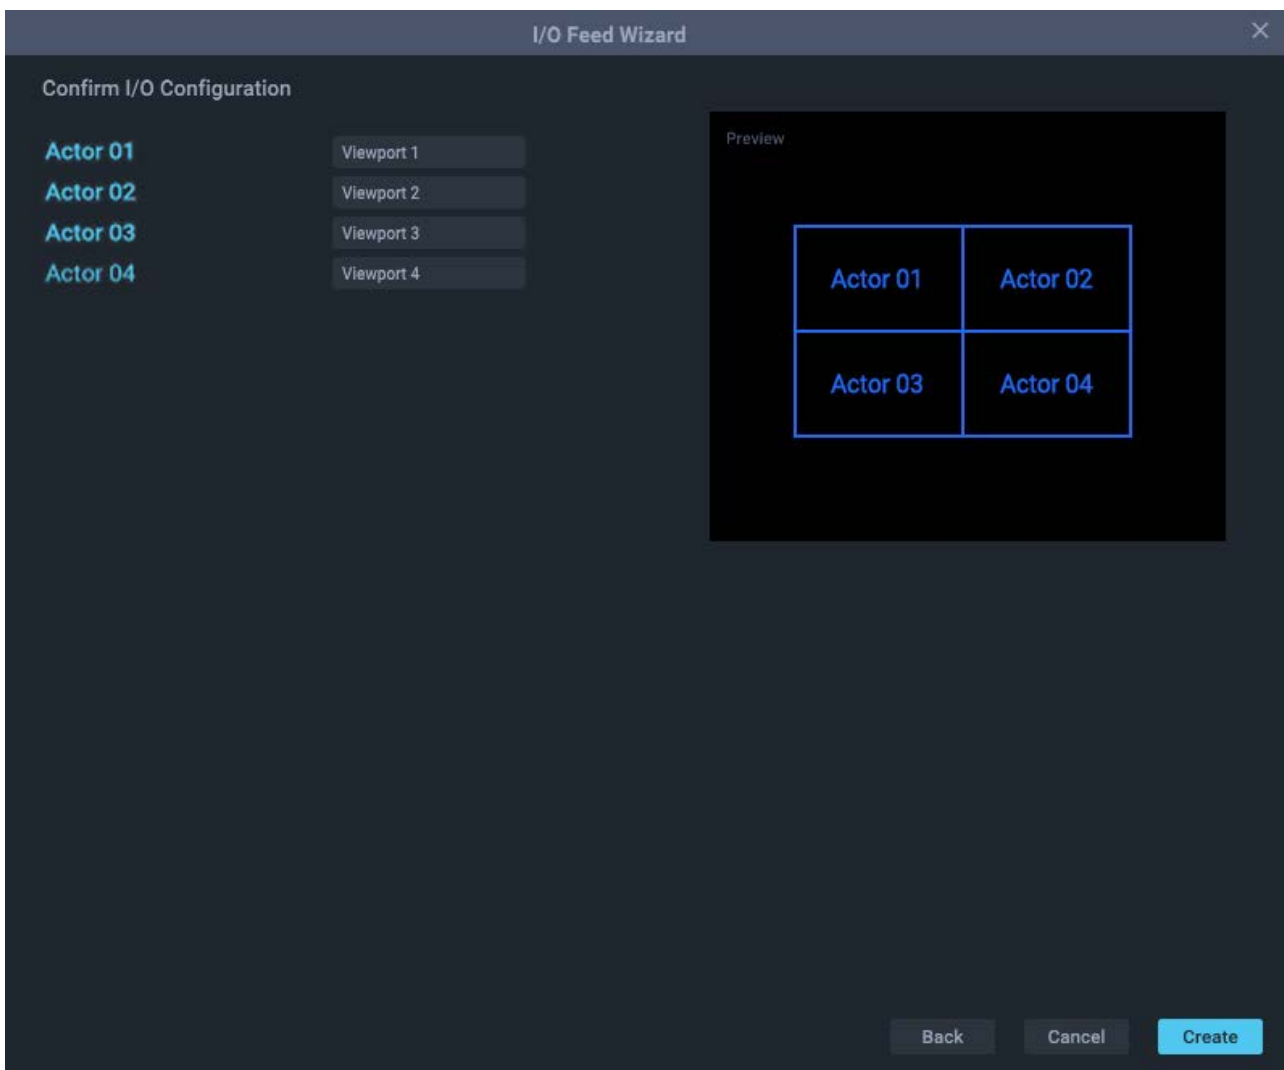 I/O Feed Wizard
Confirm I/O Configuration
Actor 01 Viewport 1
Actor 02 Viewport 2
Actor 03 Viewport 3
Actor 04 Viewport 4
Preview
Actor 01 Actor 02
Actor 03 Actor 04
Back Cancel Create